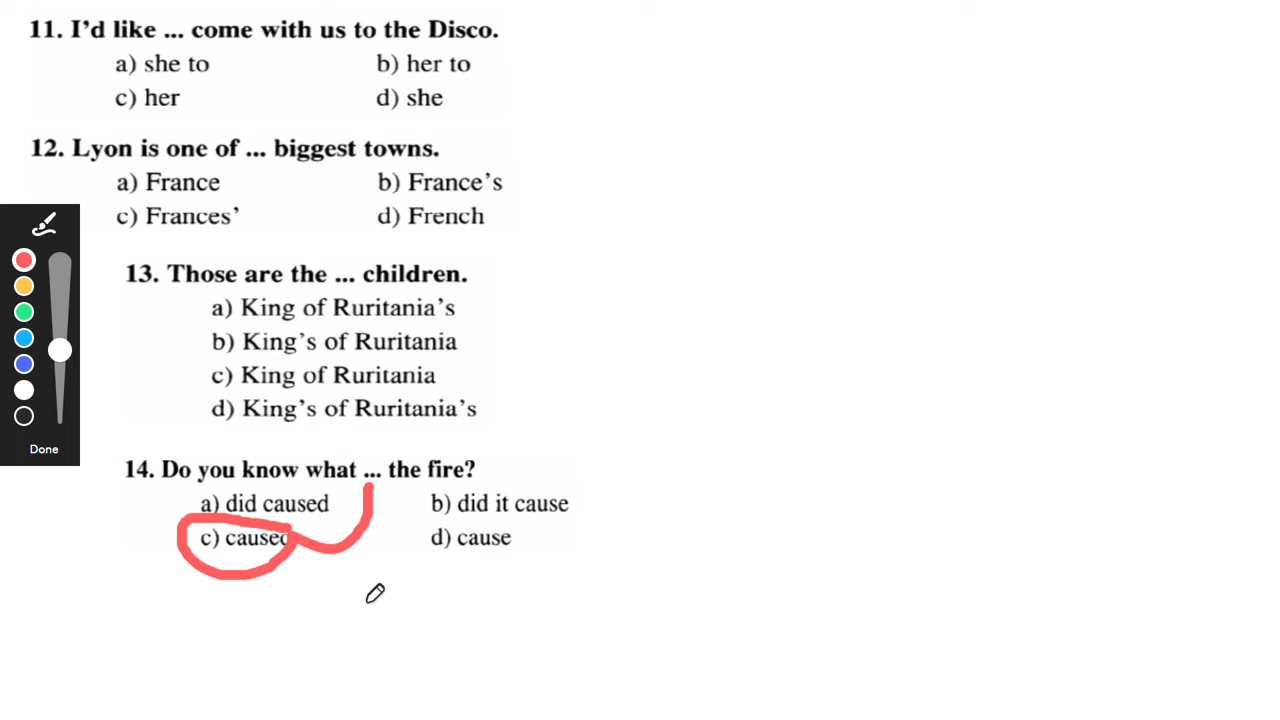 11. I'd like ... come with us to the Disco.
a) she to b) her to
c) her d) she
12. Lyon is one of ... biggest towns.
a) France b) France's
c) Frances' d) French
13. Those are the ... children.
a) King of Ruritania's
b) King's of Ruritania
c) King of Ruritania
d) King's of Ruritania's
Done
14. Do you know what ... the fire?
a) did caused b) did it cause
c) caused d) cause